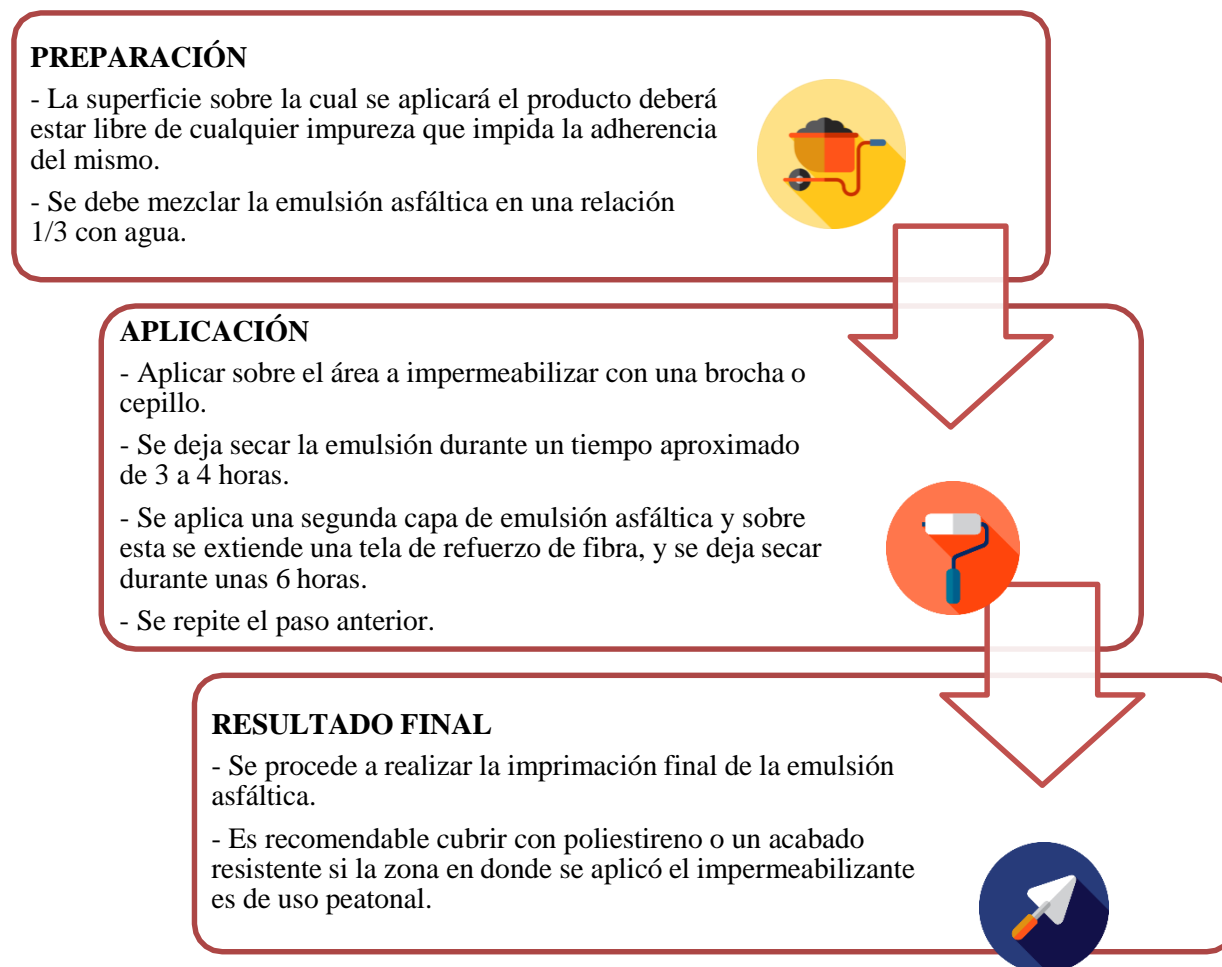 PREPARACIÓN
- La superficie sobre la cual se aplicará el producto deberá
estar libre de cualquier impureza que impida la adherencia
del mismo.
- Se debe mezclar la emulsión asfáltica en una relación
1/3 con agua.
APLICACIÓN
- Aplicar sobre el área a impermeabilizar con una brocha o
cepillo.
- Se deja secar la emulsión durante un tiempo aproximado
de 3 a 4 horas.
- Se aplica una segunda capa de emulsión asfáltica y sobre
esta se extiende una tela de refuerzo de fibra, y se deja secar
durante unas 6 horas.
- Se repite el paso anterior.
RESULTADO FINAL
- Se procede a realizar la imprimación final de la emulsión
asfáltica.
- Es recomendable cubrir con poliestireno o un acabado
resistente si la zona en donde se aplicó el impermeabilizante
es de uso peatonal.